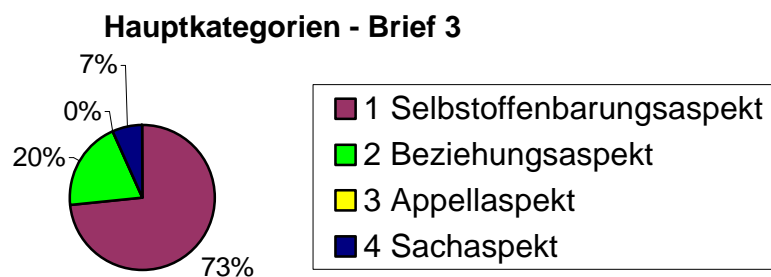 Hauptkategorien - Brief 3
7%
0%
20%
73%
1 Selbstoffenbarungsaspekt
2 Beziehungsaspekt
3 Appellaspekt
4 Sachaspekt